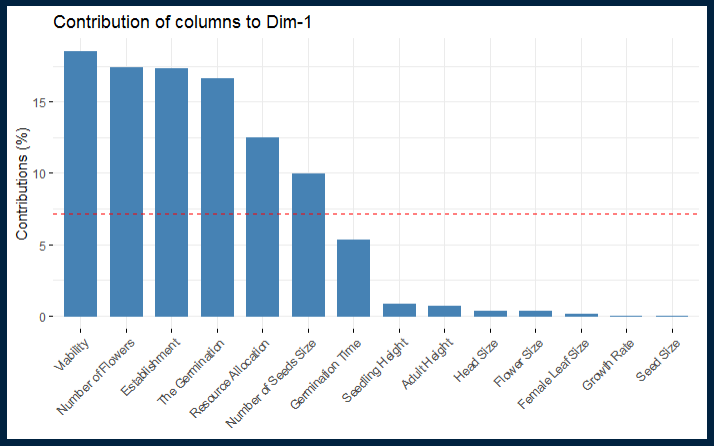 Contribution of columns to Dim-1
Contributions (%)
15
10
5
0
Viability
Number of Flowers
Establishment
The Germination
Resource Allocation
Number of Seeds Size
Germination Time
Seedling Height
Adult Height
Head Size
Flower Size
Female Leaf Size
Growth Rate
Seed Size